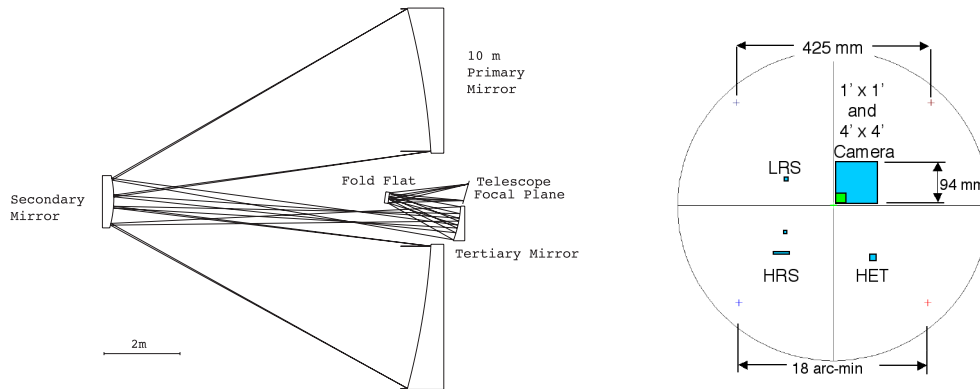 10 m
Primary
Mirror
Fold Flat
Telescope
Focal Plane
Secondary
Mirror
Tertiary Mirror
2m
425 mm
1' x 1'
and
4' x 4'
Camera
LRS
94 mm
HRS
HET
18 arc-min